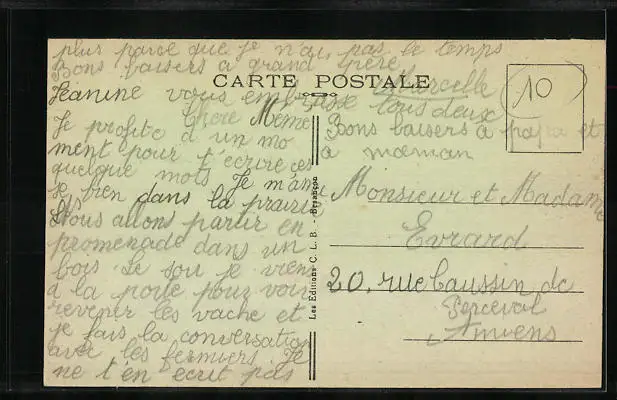 plus parce que je n'ai pas le temps
Bons baisers a grand père
CARTE POSTALE
Jeanine vous embrasse tous deux
Marcelle
10
Chère Mémé
Je profite d un mo
ment pour t'écrire ces
quelque mots Je m'amu
se bien dans la prairie
Nous allons partir en
promenade dans un
bois Le soir je vien
a la porte pour voir
revenir les vache et
je fais la conversation
avec les fermiers. Je
ne t'en ecrit pas
Bons baisers a papa et
a maman
Les Editions C. L. B. - Besançon
Monsieur et Madame
Evrard
20, rue Caussin de
Perceval
Amiens